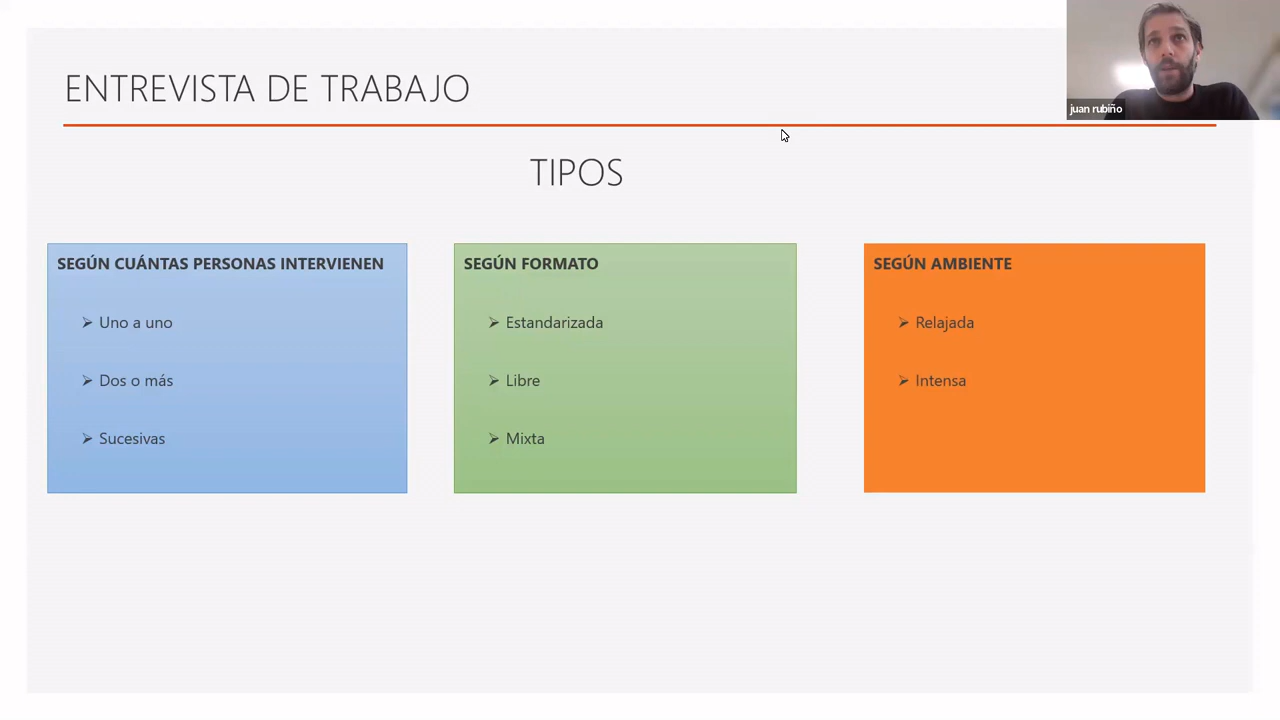 ENTREVISTA DE TRABAJO
juan rubiño
TIPOS
SEGÚN CUÁNTAS PERSONAS INTERVIENEN
Uno a uno
Dos o más
Sucesivas
SEGÚN FORMATO
Estandarizada
Libre
Mixta
SEGÚN AMBIENTE
Relajada
Intensa